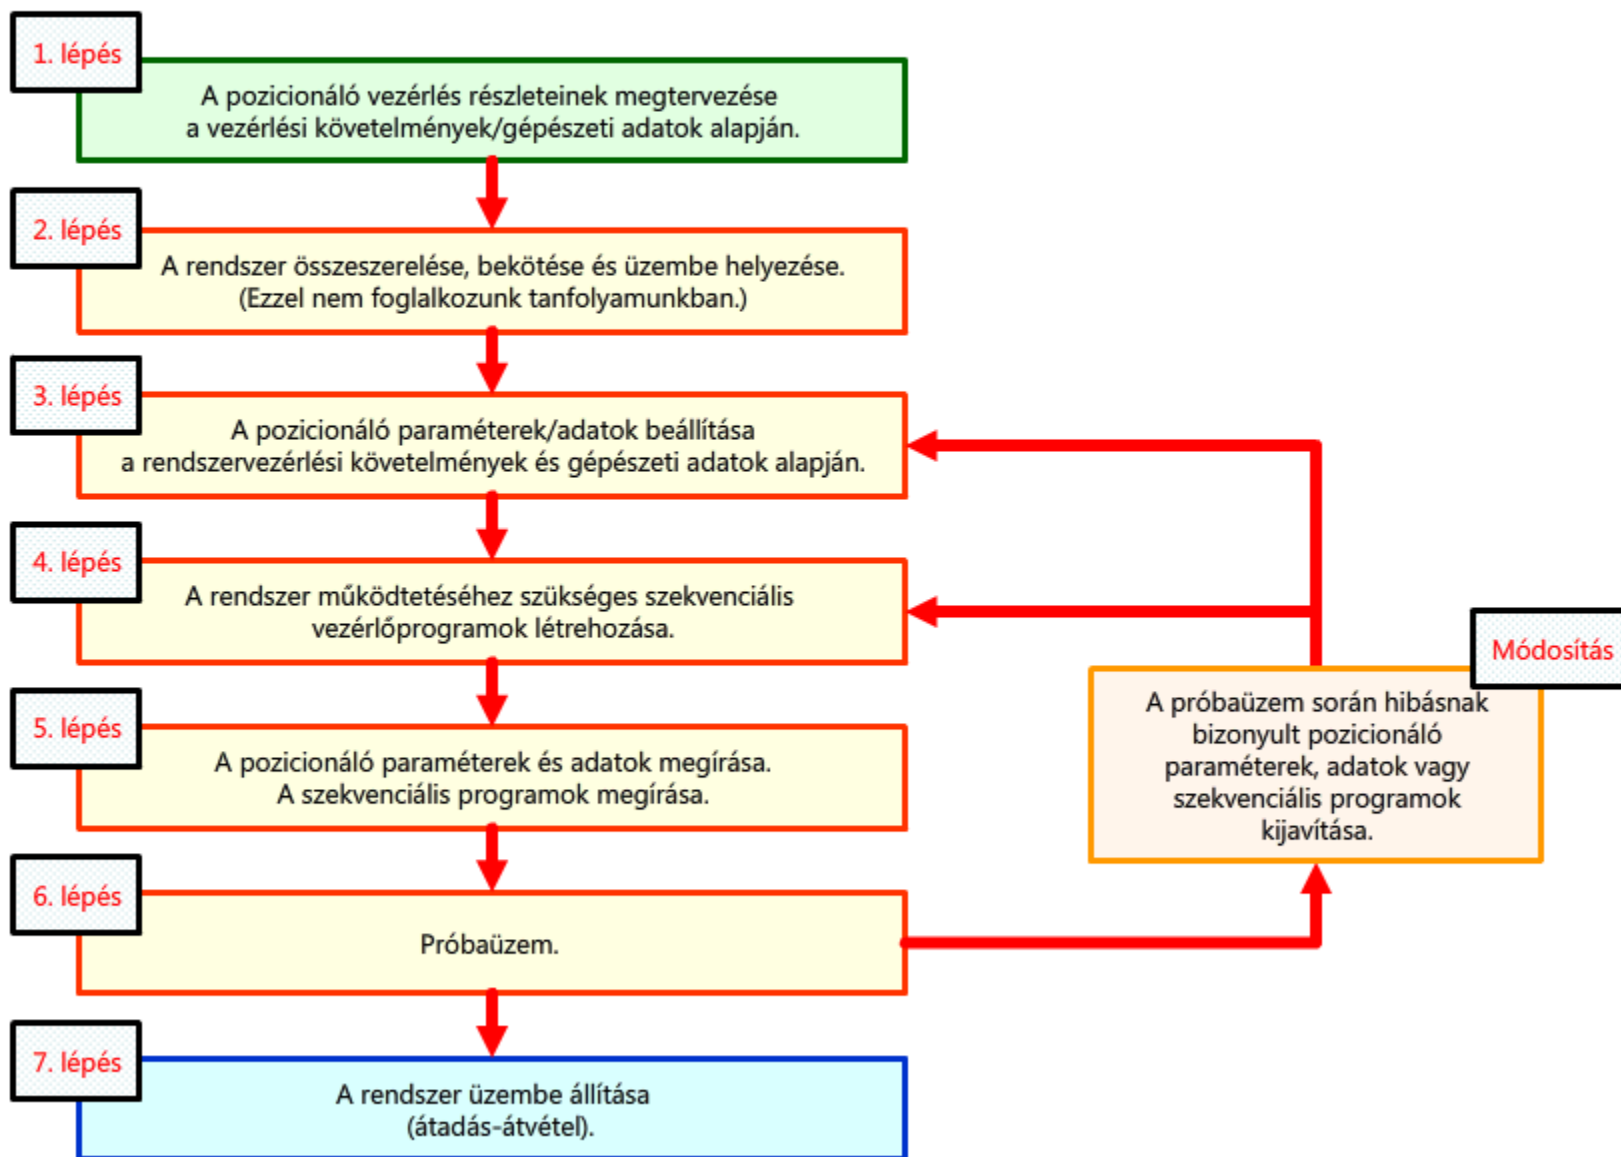 1. lépés
A pozicionáló vezérlés részleteinek megtervezése
a vezérlési követelmények/gépészeti adatok alapján.
2. lépés
A rendszer összeszerelése, bekötése és üzembe helyezése.
(Ezzel nem foglalkozunk tanfolyamunkban.)
3. lépés
A pozicionáló paraméterek/adatok beállítása
a rendszervezérlési követelmények és gépészeti adatok alapján.
4. lépés
A rendszer működtetéséhez szükséges szekvenciális
vezérlőprogramok létrehozása.
5. lépés
A pozicionáló paraméterek és adatok megírása.
A szekvenciális programok megírása.
6. lépés
Próbaüzem.
7. lépés
A rendszer üzembe állítása
(átadás-átvétel).
Módosítás
A próbaüzem során hibásnak
bizonyult pozicionáló
paraméterek, adatok vagy
szekvenciális programok
kijavítása.